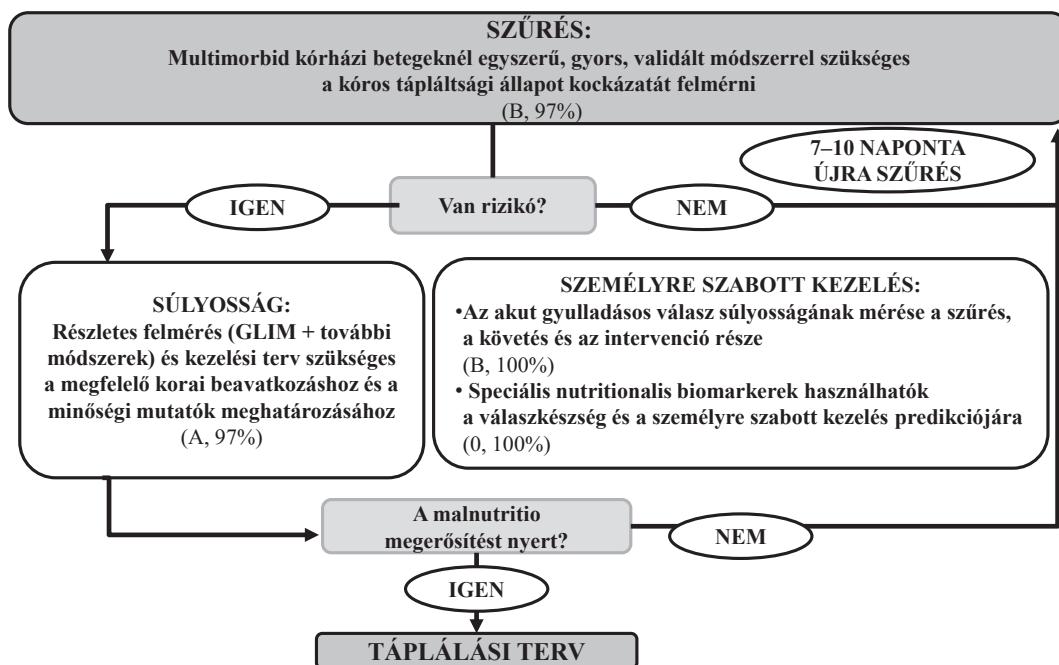 SZŰRÉS:
Multimorbid kórházi betegeknél egyszerű, gyors, validált módszerrel szükséges
a kóros tápláltsági állapot kockázatát felmérni
(B, 97%)
7–10 NAPONTA
ÚJRA SZŰRÉS
IGEN
Van rizikó?
NEM
SÚLYOSSÁG:
Részletes felmérés (GLIM + további
módszerek) és kezelési terv szükséges
a megfelelő korai beavatkozáshoz és a
minőségi mutatók meghatározásához
(A, 97%)
SZEMÉLYRE SZABOTT KEZELÉS:
•Az akut gyulladásos válasz súlyosságának mérése a szűrés,
a követés és az intervenció része
(B, 100%)
• Speciális nutritionalis biomarkerek használhatók
a válaszkészség és a személyre szabott kezelés predikciójára
(0, 100%)
A malnutritio
megerősítést nyert?
NEM
IGEN
TÁPLÁLÁSI TERV